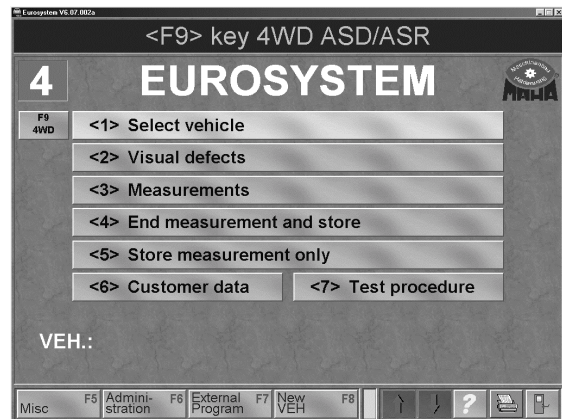 Eurosystem V6.07.002a
<F9> key 4WD ASD/ASR
4
EUROSYSTEM
Maschinenbau
Haldenwang
MAHA
F9
4WD
<1> Select vehicle
<2> Visual defects
<3> Measurements
<4> End measurement and store
<5> Store measurement only
<6> Customer data
<7> Test procedure
VEH.:
Misc F5
Admini- F6
stration
External F7
Program
New F8
VEH
?